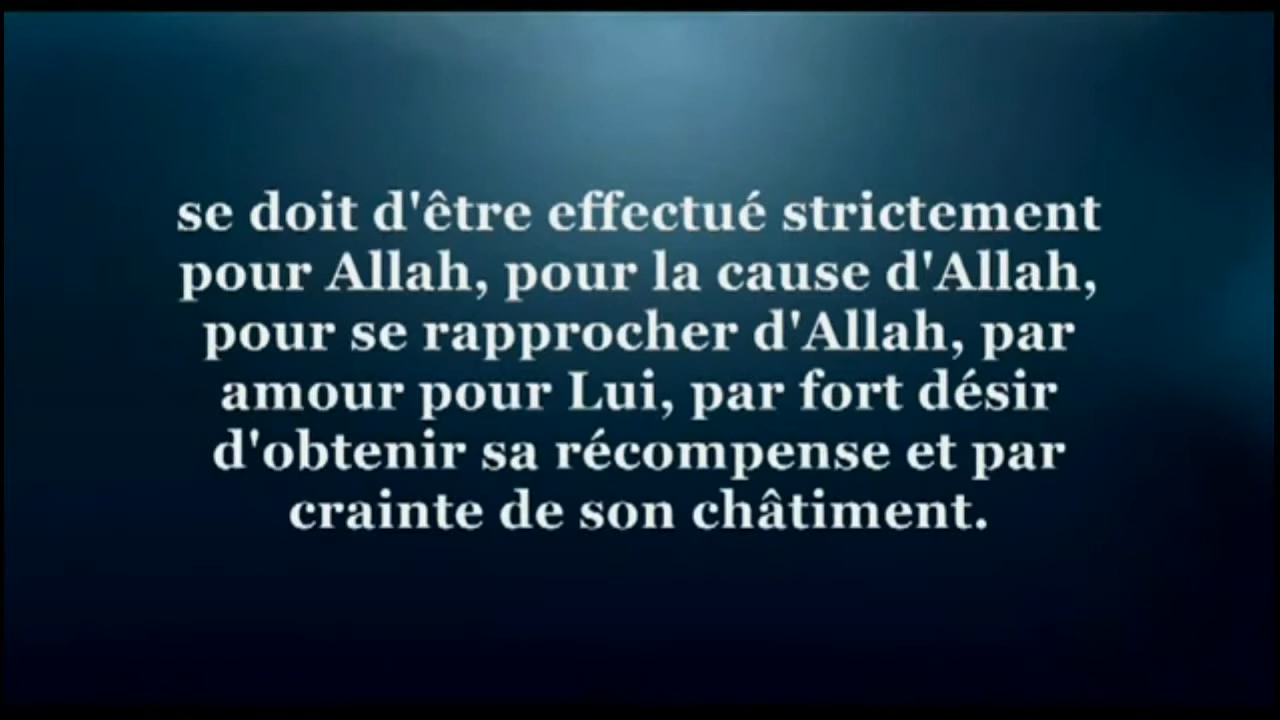 se doit d'être effectué strictement
pour Allah, pour la cause d'Allah,
pour se rapprocher d'Allah, par
amour pour Lui, par fort désir
d'obtenir sa récompense et par
crainte de son châtiment.